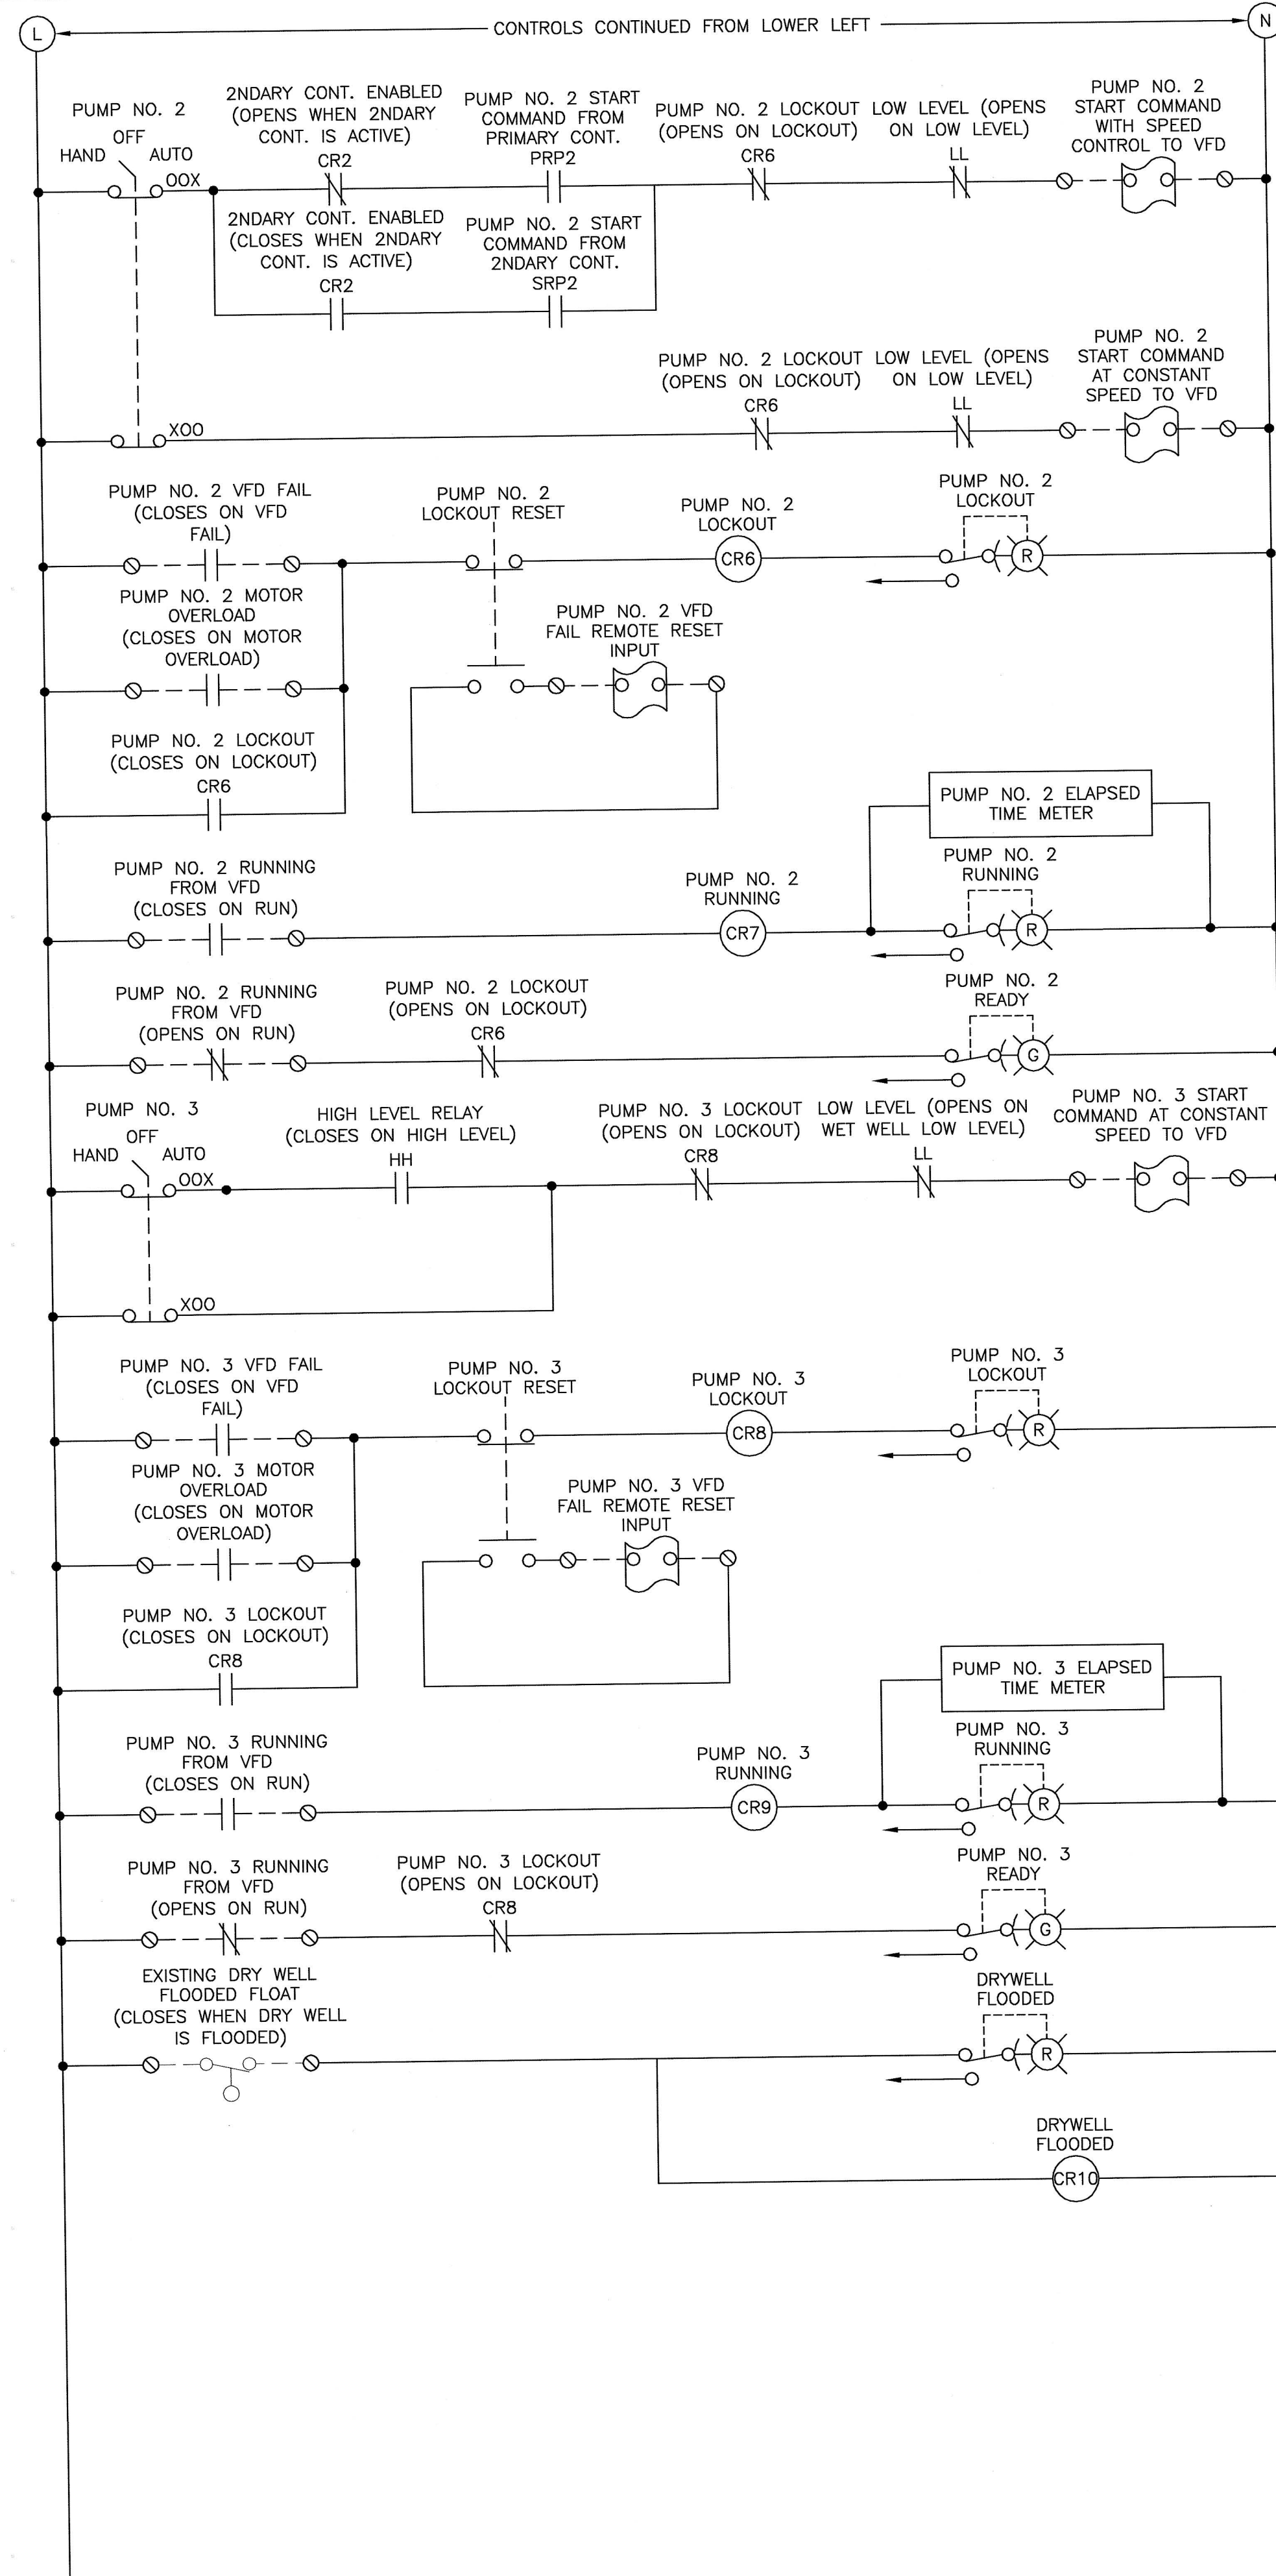 L
CONTROLS CONTINUED FROM LOWER LEFT
N
PUMP NO. 2
OFF
HAND AUTO
OOX
2NDARY CONT. ENABLED
(OPENS WHEN 2NDARY
CONT. IS ACTIVE)
CR2
PUMP NO. 2 START
COMMAND FROM
PRIMARY CONT.
PRP2
PUMP NO. 2 LOCKOUT
(OPENS ON LOCKOUT)
CR6
LOW LEVEL (OPENS
ON LOW LEVEL)
LL
PUMP NO. 2
START COMMAND
WITH SPEED
CONTROL TO VFD
2NDARY CONT. ENABLED
(CLOSES WHEN 2NDARY
CONT. IS ACTIVE)
CR2
PUMP NO. 2 START
COMMAND FROM
2NDARY CONT.
SRP2
XOO
PUMP NO. 2 LOCKOUT
(OPENS ON LOCKOUT)
CR6
LOW LEVEL (OPENS
ON LOW LEVEL)
LL
PUMP NO. 2
START COMMAND
AT CONSTANT
SPEED TO VFD
PUMP NO. 2 VFD FAIL
(CLOSES ON VFD
FAIL)
PUMP NO. 2
LOCKOUT RESET
PUMP NO. 2
LOCKOUT
CR6
PUMP NO. 2
LOCKOUT
R
PUMP NO. 2 MOTOR
OVERLOAD
(CLOSES ON MOTOR
OVERLOAD)
PUMP NO. 2 VFD
FAIL REMOTE RESET
INPUT
PUMP NO. 2 LOCKOUT
(CLOSES ON LOCKOUT)
CR6
PUMP NO. 2 ELAPSED
TIME METER
PUMP NO. 2 RUNNING
FROM VFD
(CLOSES ON RUN)
PUMP NO. 2
RUNNING
CR7
PUMP NO. 2
RUNNING
R
PUMP NO. 2 RUNNING
FROM VFD
(OPENS ON RUN)
PUMP NO. 2 LOCKOUT
(OPENS ON LOCKOUT)
CR6
PUMP NO. 2
READY
G
PUMP NO. 3
OFF
HAND AUTO
OOX
HIGH LEVEL RELAY
(CLOSES ON HIGH LEVEL)
HH
PUMP NO. 3 LOCKOUT
(OPENS ON LOCKOUT)
CR8
LOW LEVEL (OPENS ON
WET WELL LOW LEVEL)
LL
PUMP NO. 3 START
COMMAND AT CONSTANT
SPEED TO VFD
XOO
PUMP NO. 3 VFD FAIL
(CLOSES ON VFD
FAIL)
PUMP NO. 3
LOCKOUT RESET
PUMP NO. 3
LOCKOUT
CR8
PUMP NO. 3
LOCKOUT
R
PUMP NO. 3 MOTOR
OVERLOAD
(CLOSES ON MOTOR
OVERLOAD)
PUMP NO. 3 VFD
FAIL REMOTE RESET
INPUT
PUMP NO. 3 LOCKOUT
(CLOSES ON LOCKOUT)
CR8
PUMP NO. 3 ELAPSED
TIME METER
PUMP NO. 3 RUNNING
FROM VFD
(CLOSES ON RUN)
PUMP NO. 3
RUNNING
CR9
PUMP NO. 3
RUNNING
R
PUMP NO. 3 RUNNING
FROM VFD
(OPENS ON RUN)
PUMP NO. 3 LOCKOUT
(OPENS ON LOCKOUT)
CR8
PUMP NO. 3
READY
G
EXISTING DRY WELL
FLOODED FLOAT
(CLOSES WHEN DRY WELL
IS FLOODED)
DRYWELL
FLOODED
R
DRYWELL
FLOODED
CR10